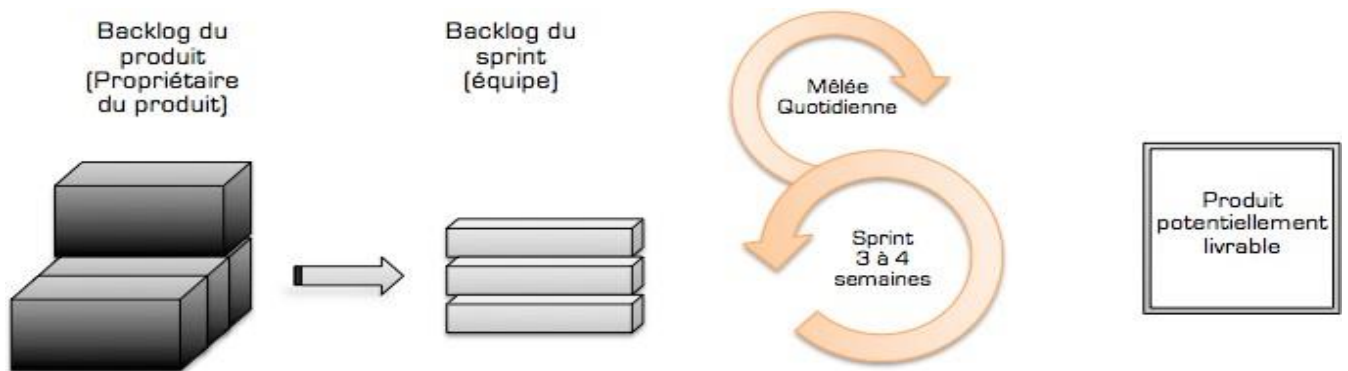 Backlog du
produit
(Propriétaire
du produit)
Backlog du
sprint
(équipe)
Mêlée
Quotidienne
Sprint
3 à 4
semaines
Produit
potentiellement
livrable